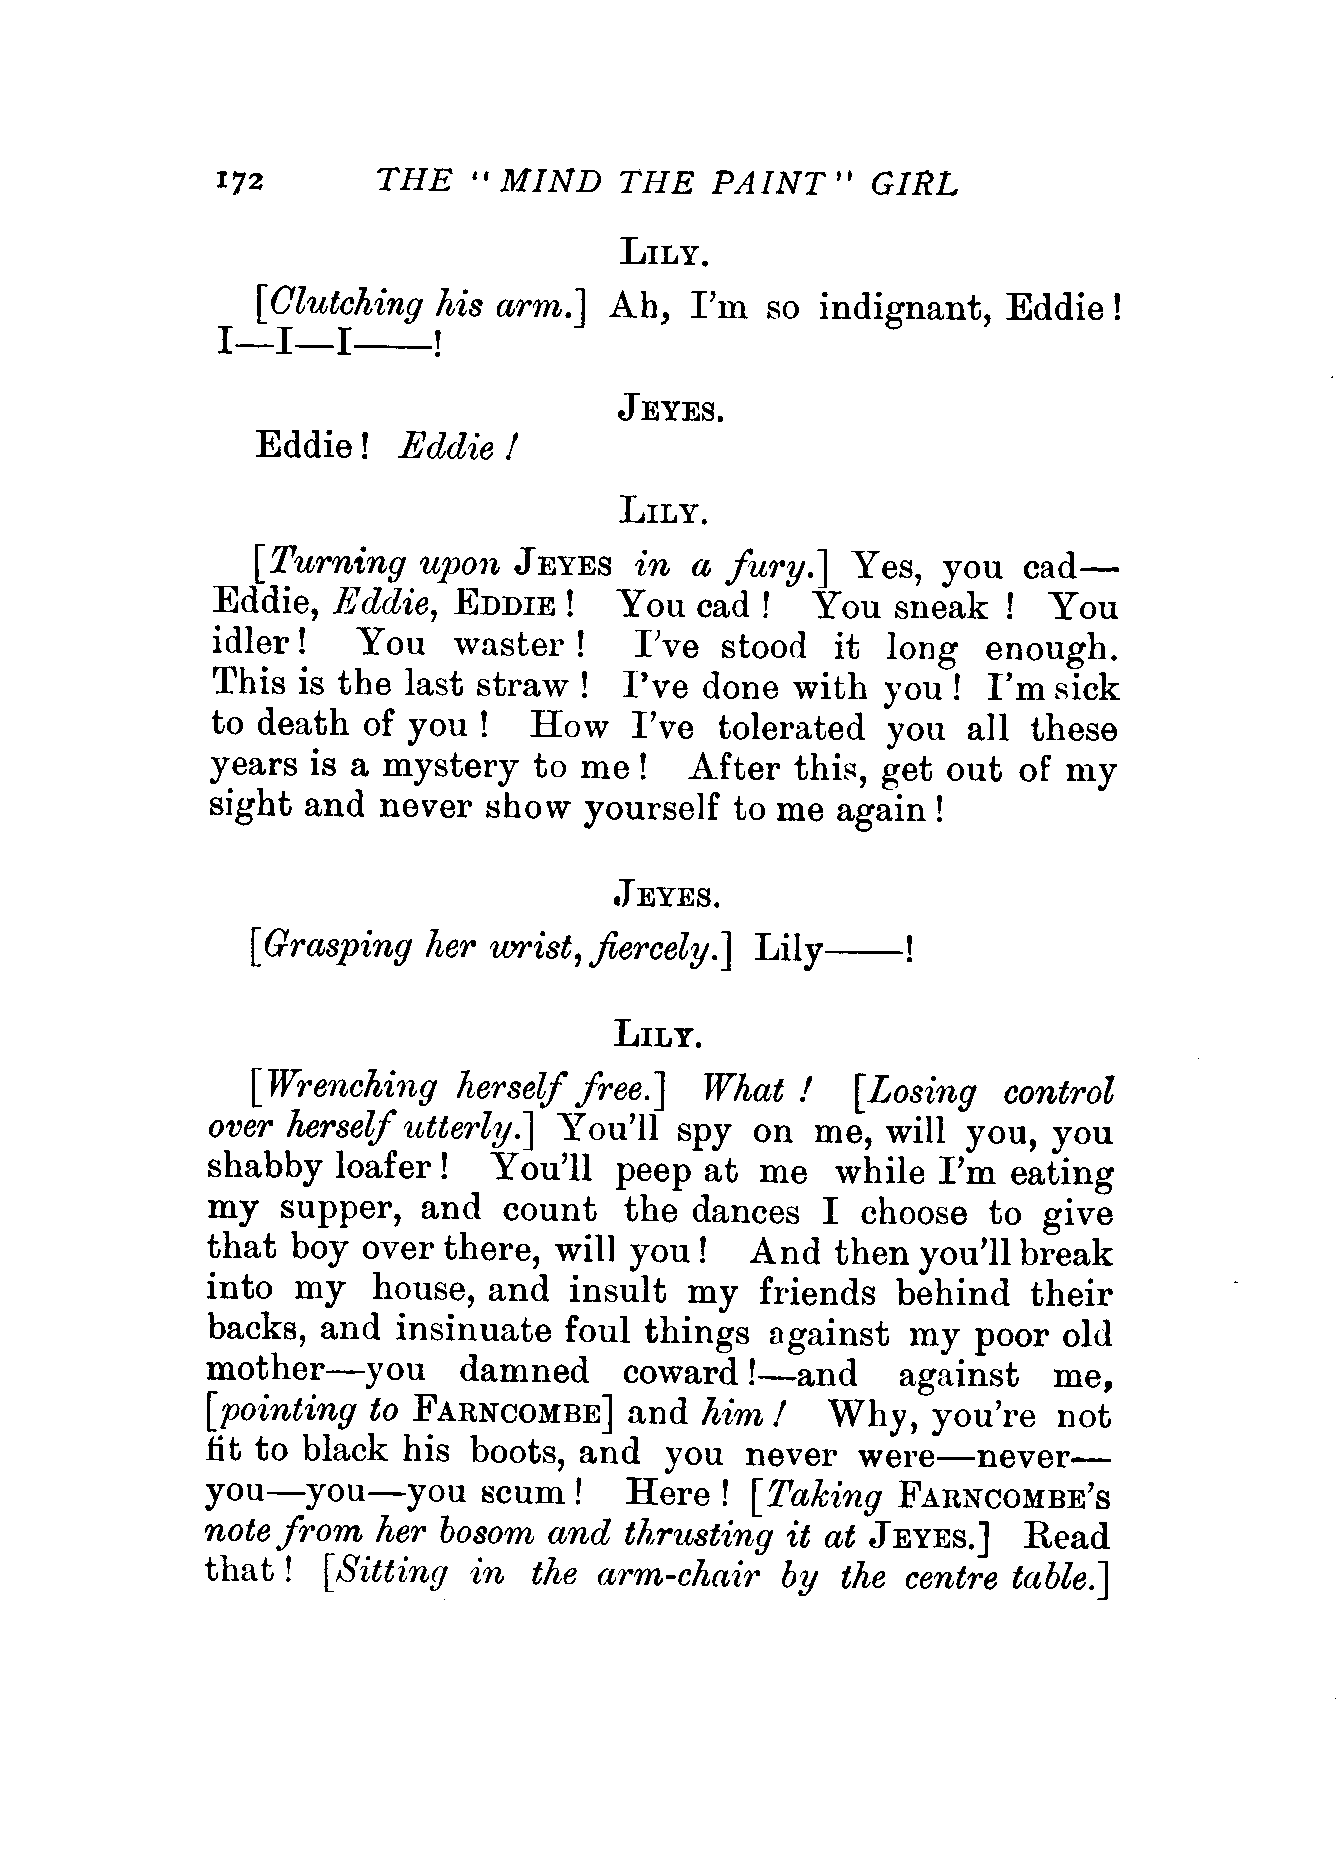 172 THE "MIND THE PAINT" GIRL
LILY.
[Clutching his arm.] Ah, I'm so indignant, Eddie!
I—I—I——!
JEYES.
Eddie! Eddie!
LILY.
[Turning upon JEYES in a fury.] Yes, you cad—
Eddie, Eddie, EDDIE! You cad! You sneak! You
idler! You waster! I've stood it long enough.
This is the last straw! I've done with you! I'm sick
to death of you! How I've tolerated you all these
years is a mystery to me! After this, get out of my
sight and never show yourself to me again!
JEYES.
[Grasping her wrist, fiercely.] Lily——!
LILY.
[Wrenching herself free.] What! [Losing control
over herself utterly.] You'll spy on me, will you, you
shabby loafer! You'll peep at me while I'm eating
my supper, and count the dances I choose to give
that boy over there, will you! And then you'll break
into my house, and insult my friends behind their
backs, and insinuate foul things against my poor old
mother—you damned coward!—and against me,
[pointing to FARNCOMBE] and him! Why, you're not
fit to black his boots, and you never were—never—
you—you—you scum! Here! [Taking FARNCOMBE'S
note from her bosom and thrusting it at JEYES.] Read
that! [Sitting in the arm-chair by the centre table.]